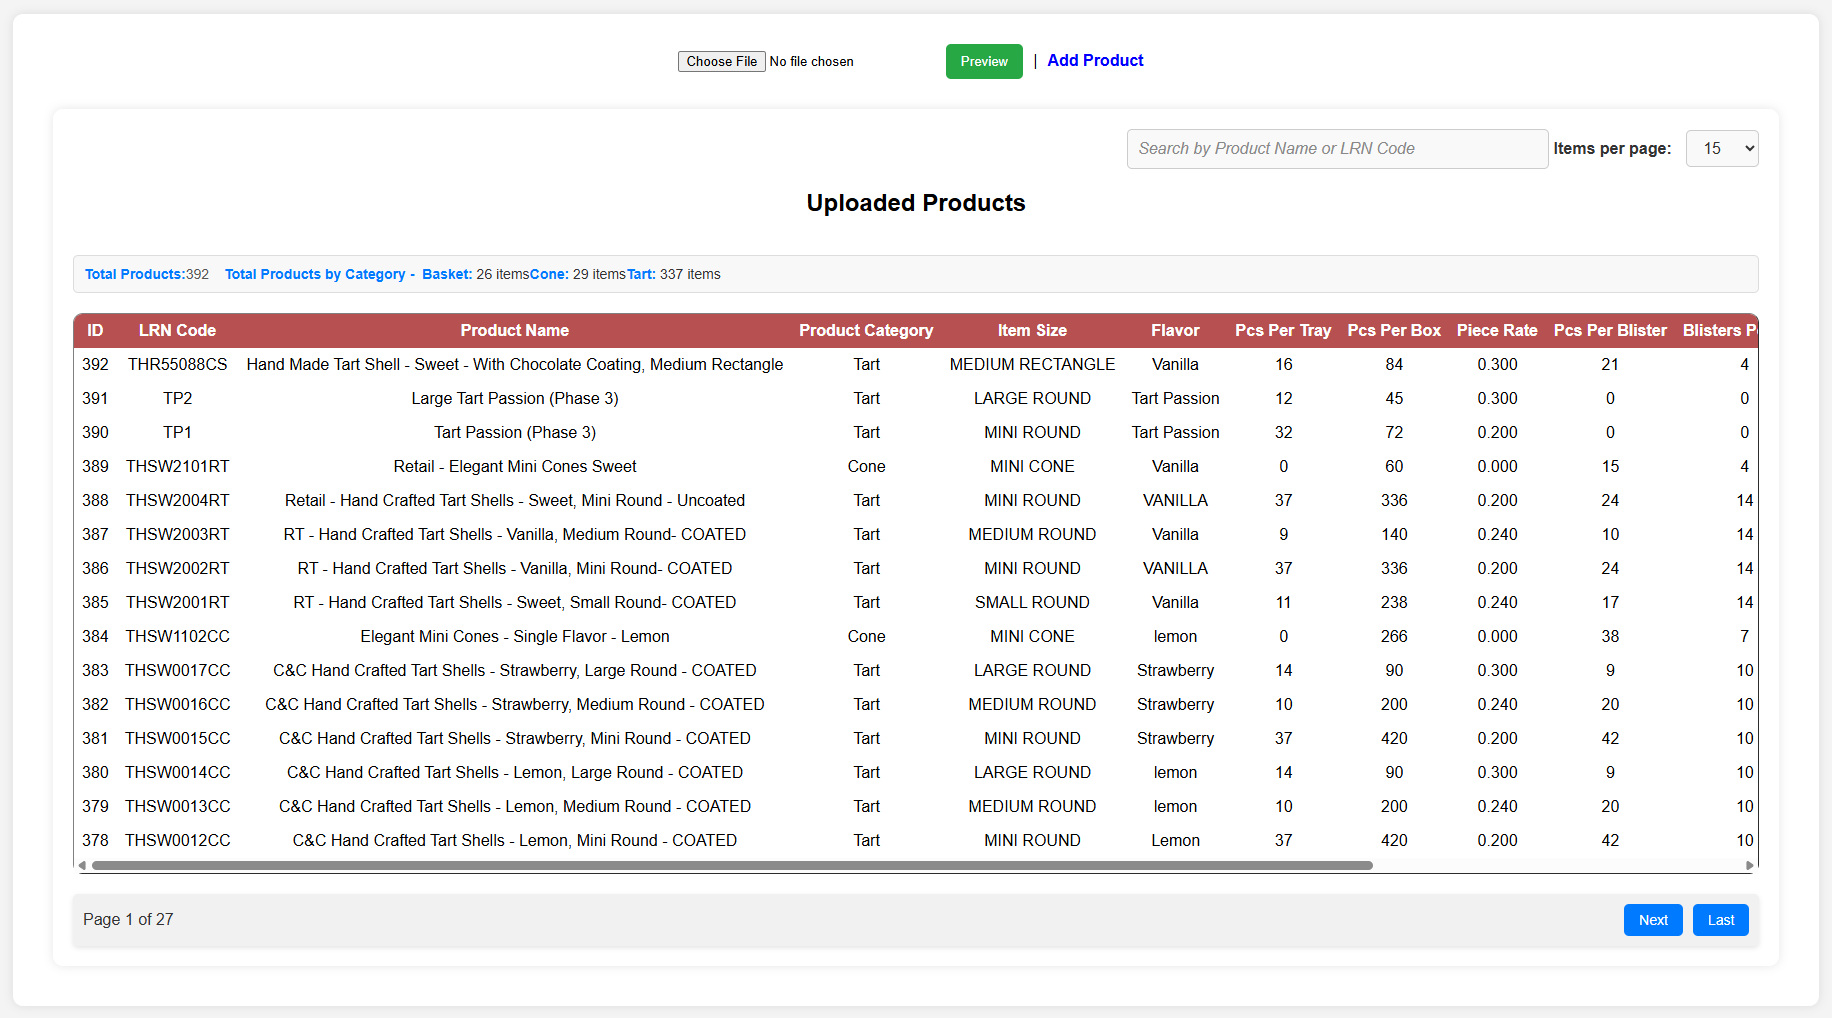 Choose File No file chosen Preview | Add Product
Search by Product Name or LRN Code Items per page: 15
Uploaded Products
Total Products:392 Total Products by Category - Basket: 26 itemsCone: 29 itemsTart: 337 items
ID LRN Code Product Name Product Category Item Size Flavor Pcs Per Tray Pcs Per Box Piece Rate Pcs Per Blister Blisters
392 THR55088CS Hand Made Tart Shell - Sweet - With Chocolate Coating, Medium Rectangle Tart MEDIUM RECTANGLE Vanilla 16 84 0.300 21 4
391 TP2 Large Tart Passion (Phase 3) Tart LARGE ROUND Tart Passion 12 45 0.300 0 0
390 TP1 Tart Passion (Phase 3) Tart MINI ROUND Tart Passion 32 72 0.200 0 0
389 THSW2101RT Retail - Elegant Mini Cones Sweet Cone MINI CONE Vanilla 0 60 0.000 15 4
388 THSW2004RT Retail - Hand Crafted Tart Shells - Sweet, Mini Round - Uncoated Tart MINI ROUND VANILLA 37 336 0.200 24 14
387 THSW2003RT RT - Hand Crafted Tart Shells - Vanilla, Medium Round- COATED Tart MEDIUM ROUND Vanilla 9 140 0.240 10 14
386 THSW2002RT RT - Hand Crafted Tart Shells - Vanilla, Mini Round- COATED Tart MINI ROUND VANILLA 37 336 0.200 24 14
385 THSW2001RT RT - Hand Crafted Tart Shells - Sweet, Small Round- COATED Tart SMALL ROUND Vanilla 11 238 0.240 17 14
384 THSW1102CC Elegant Mini Cones - Single Flavor - Lemon Cone MINI CONE lemon 0 266 0.000 38 7
383 THSW0017CC C&C Hand Crafted Tart Shells - Strawberry, Large Round - COATED Tart LARGE ROUND Strawberry 14 90 0.300 9 10
382 THSW0016CC C&C Hand Crafted Tart Shells - Strawberry, Medium Round - COATED Tart MEDIUM ROUND Strawberry 10 200 0.240 20 10
381 THSW0015CC C&C Hand Crafted Tart Shells - Strawberry, Mini Round - COATED Tart MINI ROUND Strawberry 37 420 0.200 42 10
380 THSW0014CC C&C Hand Crafted Tart Shells - Lemon, Large Round - COATED Tart LARGE ROUND lemon 14 90 0.300 9 10
379 THSW0013CC C&C Hand Crafted Tart Shells - Lemon, Medium Round - COATED Tart MEDIUM ROUND lemon 10 200 0.240 20 10
378 THSW0012CC C&C Hand Crafted Tart Shells - Lemon, Mini Round - COATED Tart MINI ROUND Lemon 37 420 0.200 42 10
Page 1 of 27 Next Last